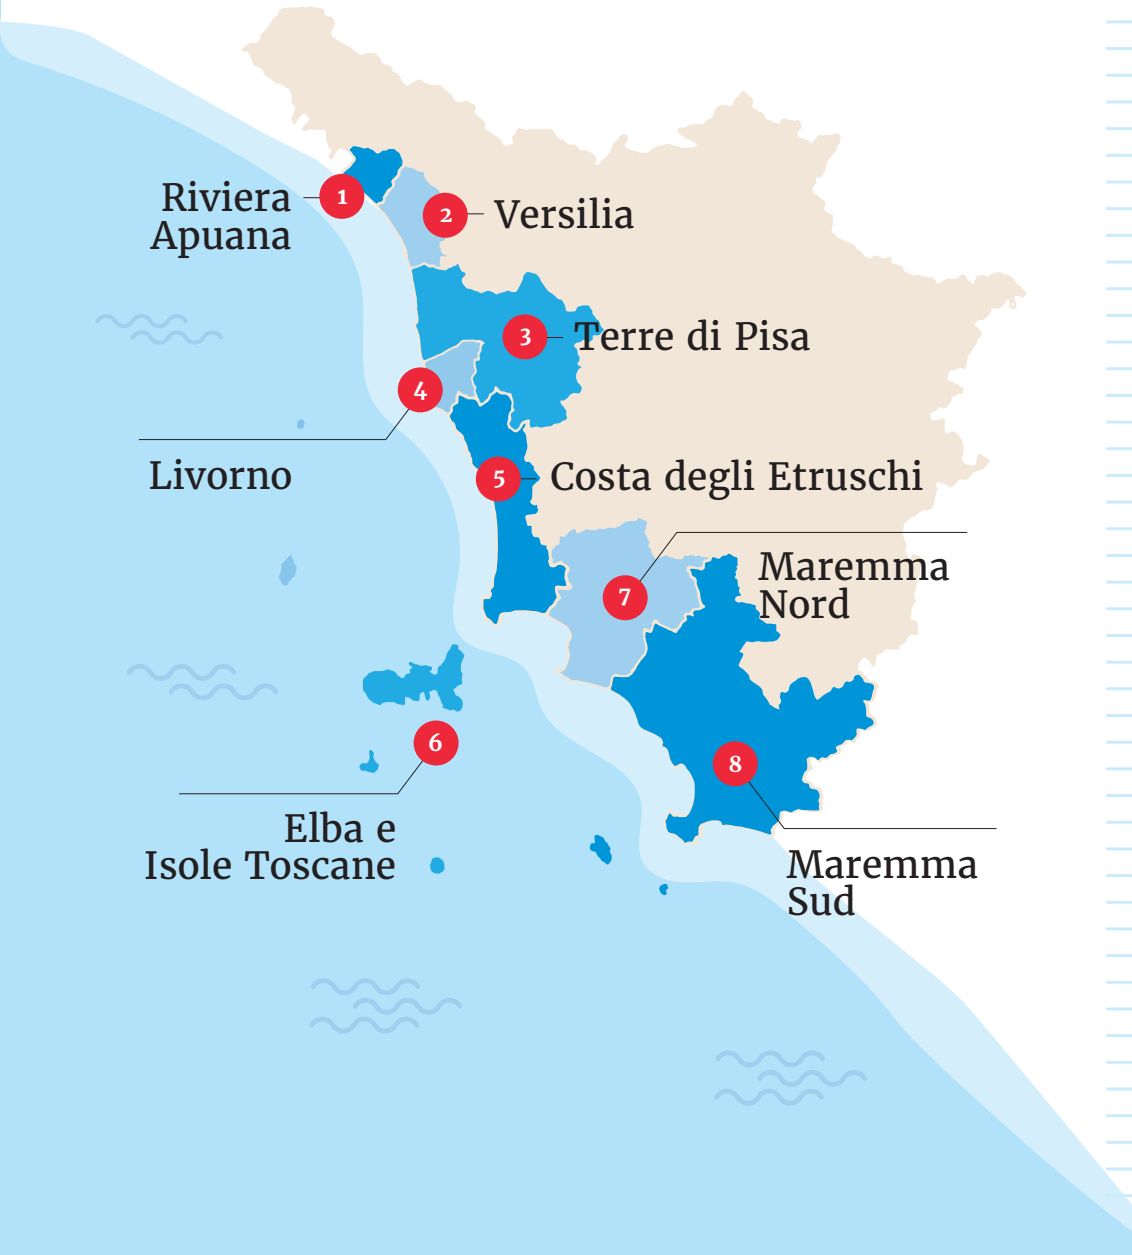 1
Riviera
Apuana
2
Versilia
3
Terre di Pisa
4
Livorno
5
Costa degli Etruschi
7
Maremma
Nord
6
Elba e
Isole Toscane
8
Maremma
Sud